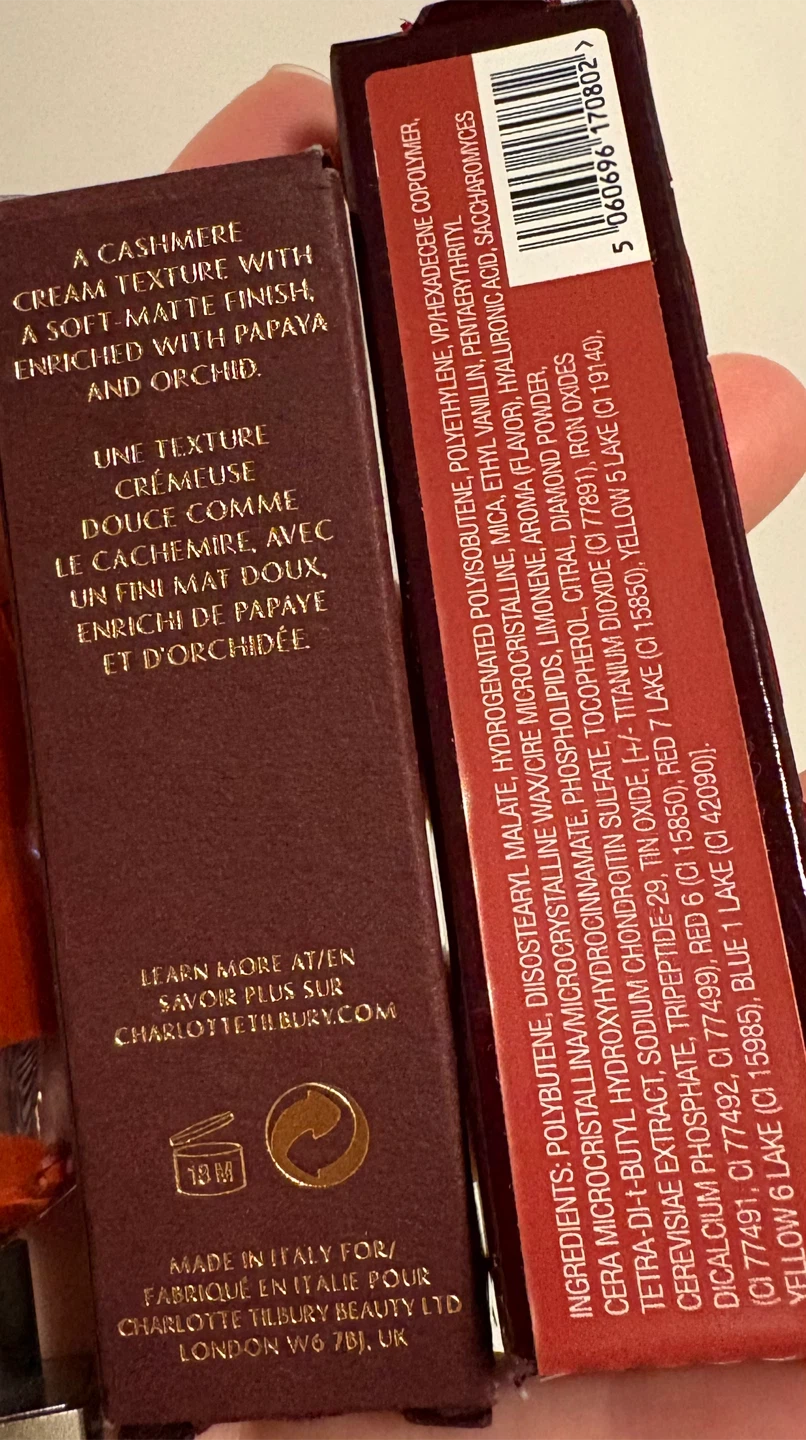 A CASHMERE
CREAM TEXTURE WITH
A SOFT-MATTE FINISH,
ENRICHED WITH PAPAYA
AND ORCHID.
UNE TEXTURE
CRÉMEUSE
DOUCE COMME
LE CACHEMIRE, AVEC
UN FINI MAT DOUX,
ENRICHI DE PAPAYE
ET D'ORCHIDÉE
LEARN MORE AT/EN
SAVOIR PLUS SUR
CHARLOTTETILBURY.COM
18 M
MADE IN ITALY FOR/
FABRIQUÉ EN ITALIE POUR
CHARLOTTE TILBURY BEAUTY LTD
LONDON W6 7BJ, UK
INGREDIENTS: POLYBUTENE, DIISOSTEARYL MALATE, HYDROGENATED POLYISOBUTENE, POLYETHYLENE, VP/HEXADECENE COPOLYMER,
CERA MICROCRISTALLINA/MICROCRYSTALLINE WAX/CIRE MICROCRISTALLINE, MICA, ETHYL VANILLIN, PENTAERYTHRITYL
TETRA-DI-t-BUTYL HYDROXYHYDROCINNAMATE, PHOSPHOLIPIDS, LIMONENE, AROMA (FLAVOR), HYALURONIC ACID, SACCHAROMYCES
CEREVISIAE EXTRACT, SODIUM CHONDROITIN SULFATE, TOCOPHEROL, CITRAL, DIAMOND POWDER,
DICALCIUM PHOSPHATE, TRIPEPTIDE-29, TIN OXIDE, [+/- TITANIUM DIOXIDE (CI 77891), IRON OXIDES
(CI 77491, CI 77492, CI 77499), RED 6 (CI 15850), RED 7 LAKE (CI 15850), YELLOW 5 LAKE (CI 19140),
YELLOW 6 LAKE (CI 15985), BLUE 1 LAKE (CI 42090)].
5 060696 170802 >